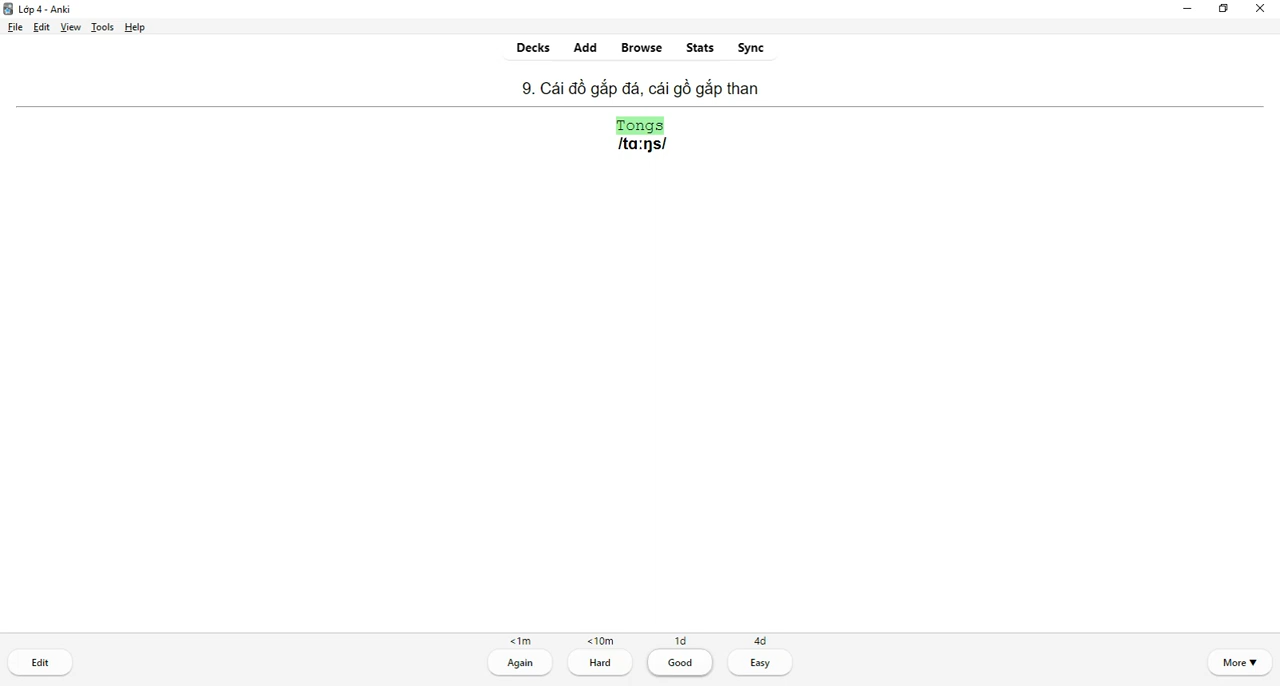 Lớp 4 - Anki
File Edit View Tools Help
Decks Add Browse Stats Sync
9. Cái đồ gắp đá, cái gồ gắp than
Tongs
/tɑːŋs/
<1m <10m 1d 4d
Edit Again Hard Good Easy More ▼